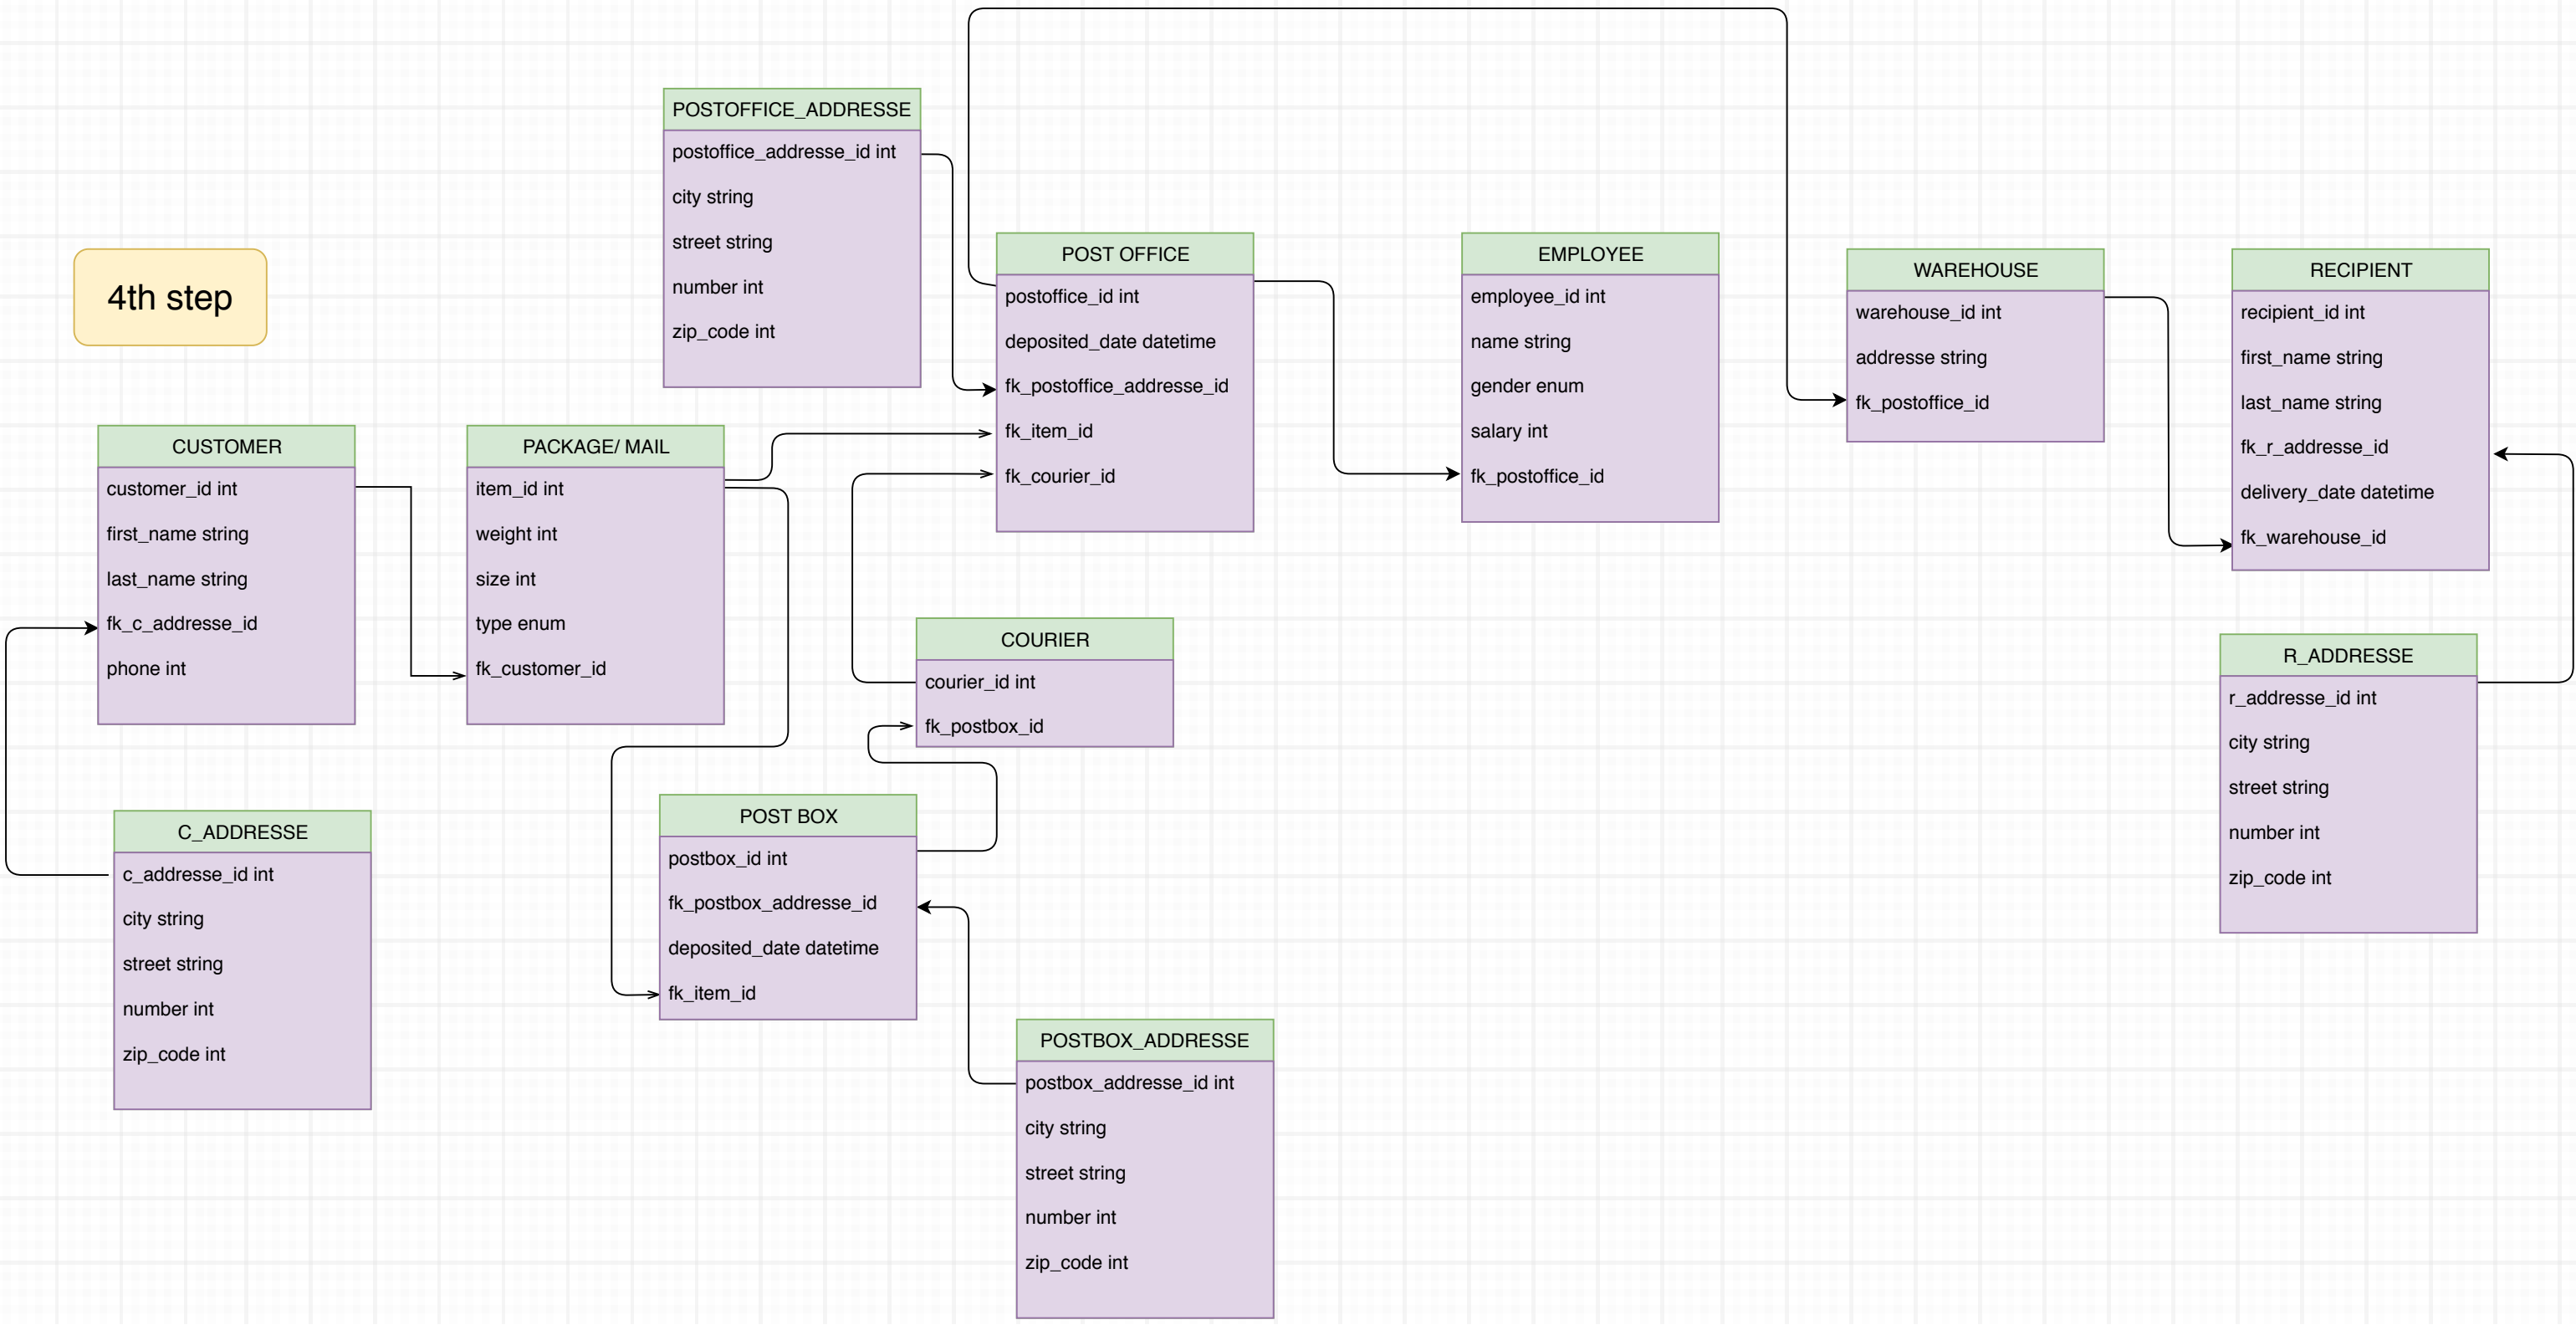 4th step
POSTOFFICE_ADDRESSE
postoffice_addresse_id int
city string
street string
number int
zip_code int
POST OFFICE
postoffice_id int
deposited_date datetime
fk_postoffice_addresse_id
fk_item_id
fk_courier_id
EMPLOYEE
employee_id int
name string
gender enum
salary int
fk_postoffice_id
WAREHOUSE
warehouse_id int
addresse string
fk_postoffice_id
RECIPIENT
recipient_id int
first_name string
last_name string
fk_r_addresse_id
delivery_date datetime
fk_warehouse_id
CUSTOMER
customer_id int
first_name string
last_name string
fk_c_addresse_id
phone int
PACKAGE/ MAIL
item_id int
weight int
size int
type enum
fk_customer_id
COURIER
courier_id int
fk_postbox_id
R_ADDRESSE
r_addresse_id int
city string
street string
number int
zip_code int
C_ADDRESSE
c_addresse_id int
city string
street string
number int
zip_code int
POST BOX
postbox_id int
fk_postbox_addresse_id
deposited_date datetime
fk_item_id
POSTBOX_ADDRESSE
postbox_addresse_id int
city string
street string
number int
zip_code int